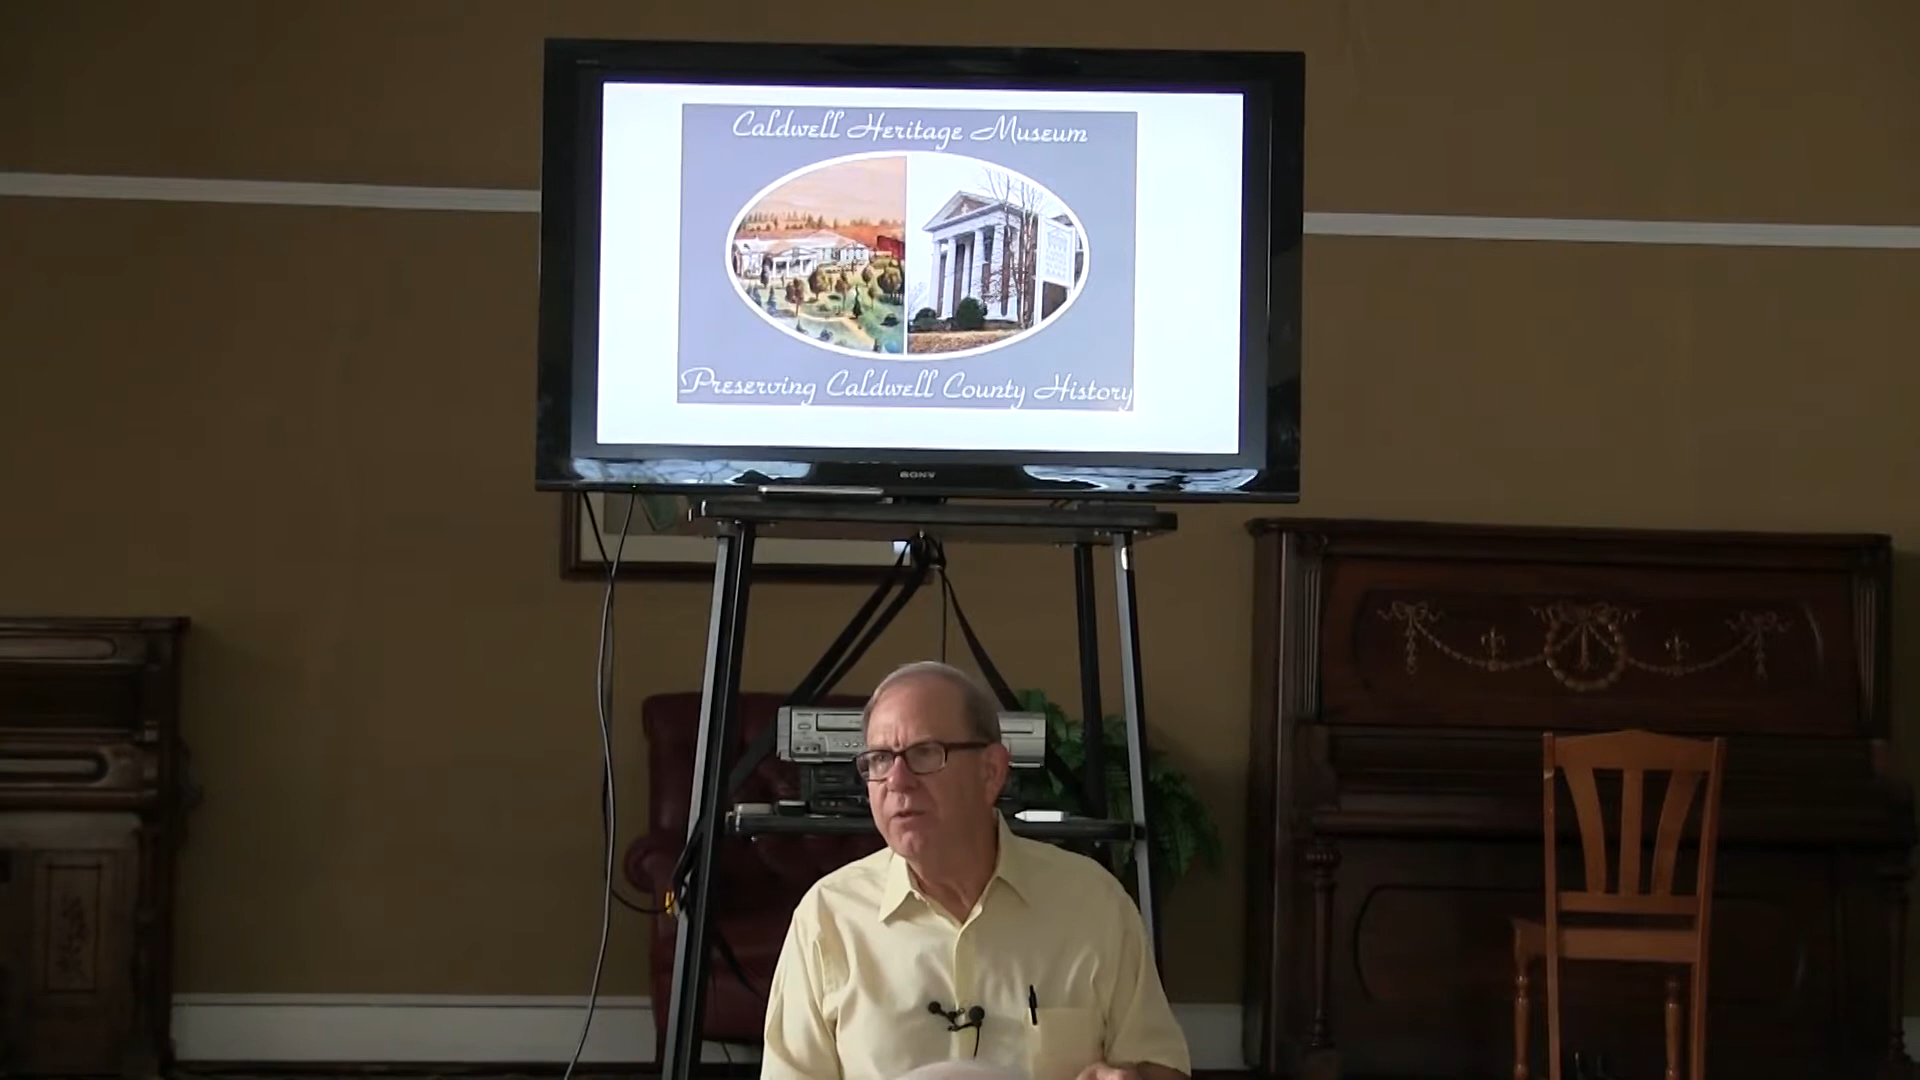 Caldwell Heritage Museum
Preserving Caldwell County History
SONY